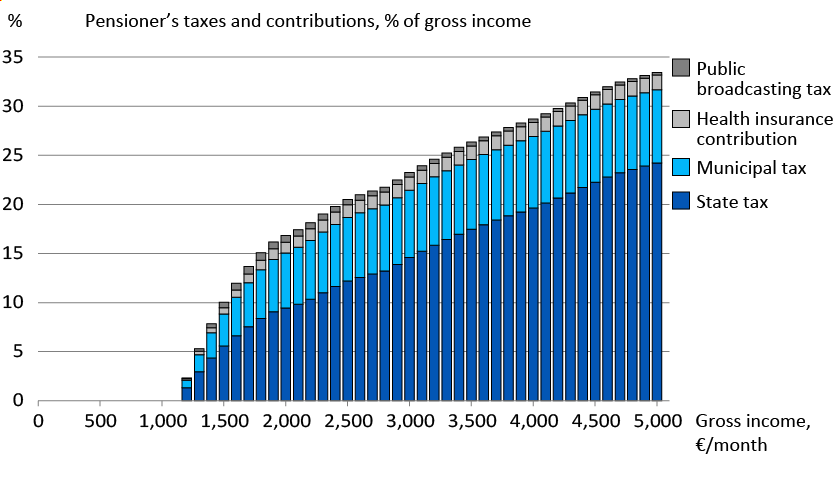 %
Pensioner's taxes and contributions, % of gross income
35
30
25
20
15
10
5
0
0 500 1,000 1,500 2,000 2,500 3,000 3,500 4,000 4,500 5,000
Gross income,
€/month
Public
broadcasting tax
Health insurance
contribution
Municipal tax
State tax